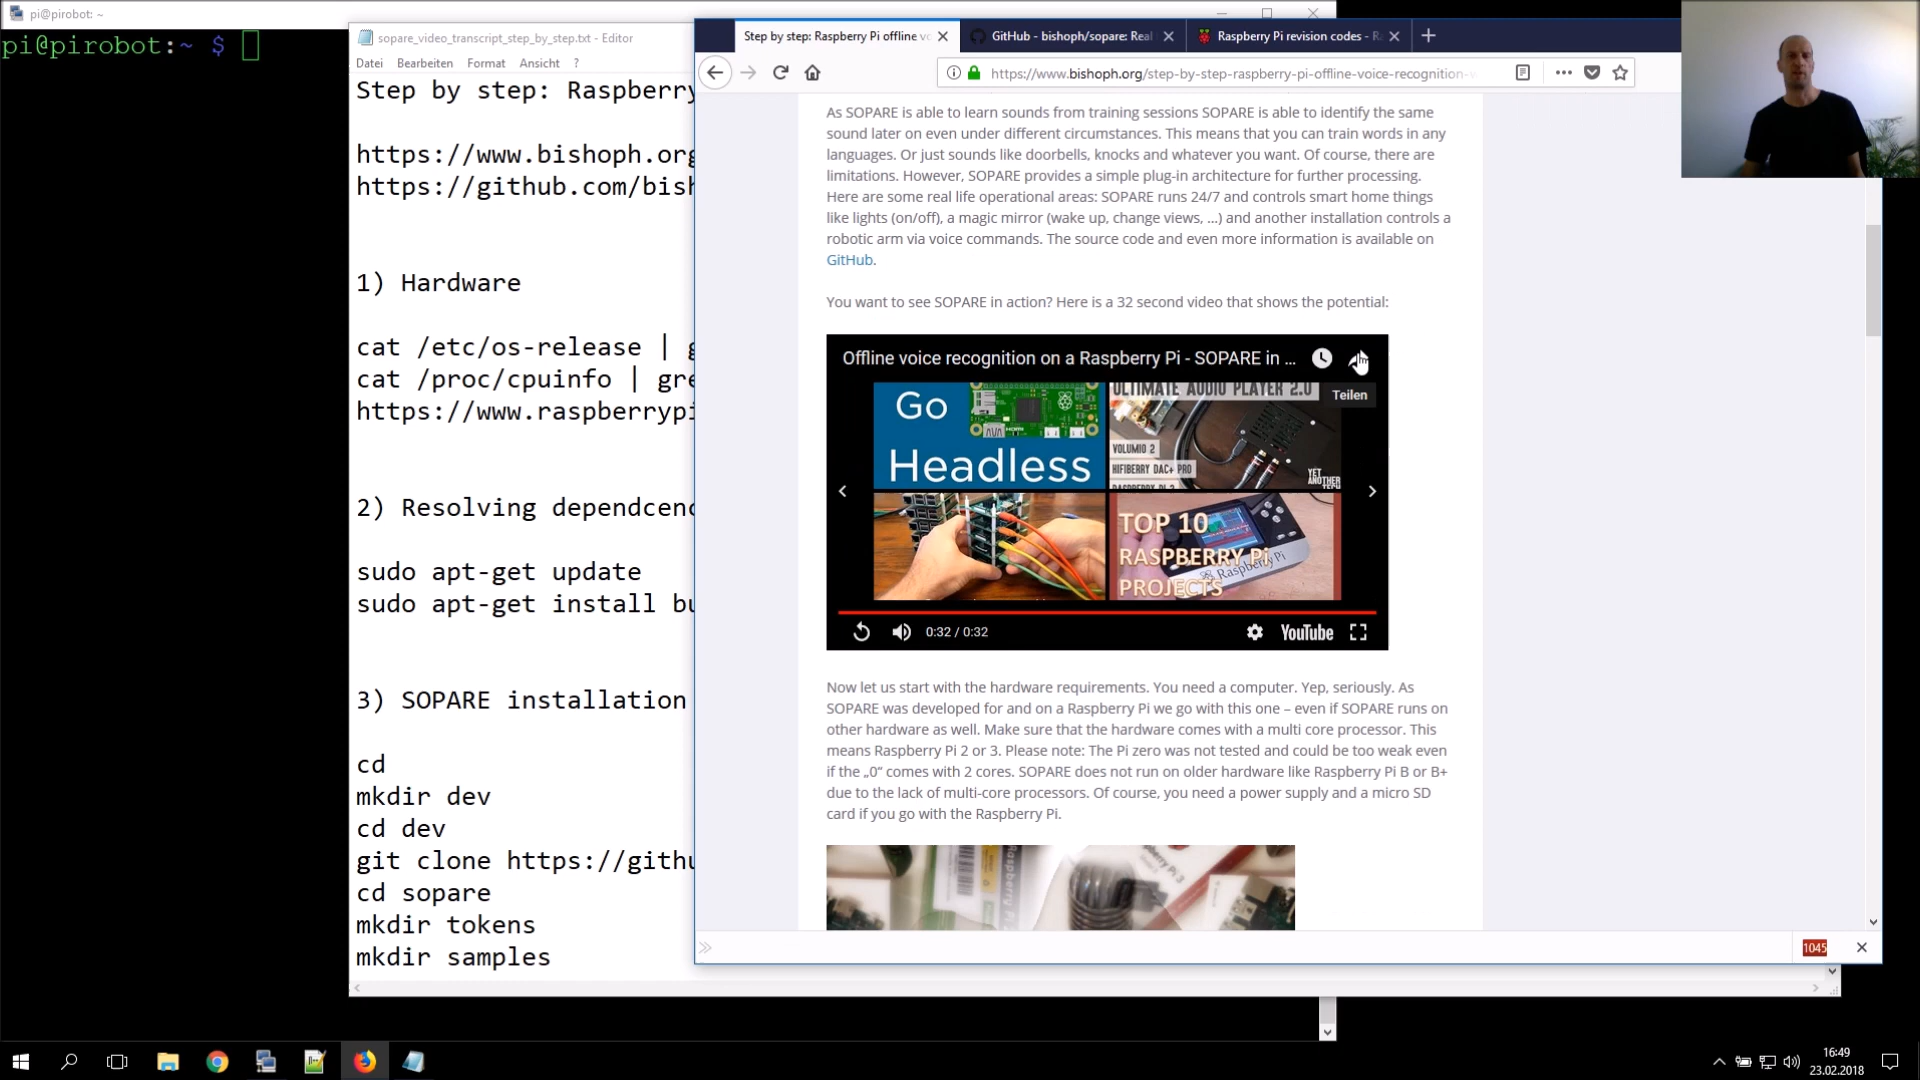 pi@pirobot: ~
pi@pirobot:~ $
sopare_video_transcript_step_by_step.txt - Editor
Datei Bearbeiten Format Ansicht ?
Step by step: Raspberry
https://www.bishoph.org
https://github.com/bish
1) Hardware
cat /etc/os-release | g
cat /proc/cpuinfo | gre
https://www.raspberrypi
2) Resolving dependcenc
sudo apt-get update
sudo apt-get install bu
3) SOPARE installation
cd
mkdir dev
cd dev
git clone https://githu
cd sopare
mkdir tokens
mkdir samples
Step by step: Raspberry Pi offline vo
GitHub - bishoph/sopare: Real
Raspberry Pi revision codes - R
https://www.bishoph.org/step-by-step-raspberry-pi-offline-voice-recognition-
As SOPARE is able to learn sounds from training sessions SOPARE is able to identify the same
sound later on even under different circumstances. This means that you can train words in any
languages. Or just sounds like doorbells, knocks and whatever you want. Of course, there are
limitations. However, SOPARE provides a simple plug-in architecture for further processing.
Here are some real life operational areas: SOPARE runs 24/7 and controls smart home things
like lights (on/off), a magic mirror (wake up, change views, ...) and another installation controls a
robotic arm via voice commands. The source code and even more information is available on
GitHub.
You want to see SOPARE in action? Here is a 32 second video that shows the potential:
Offline voice recognition on a Raspberry Pi - SOPARE in ...
Teilen
Go
Headless
ULTIMATE AUDIO PLAYER 2.0
VOLUMIO 2
HIFIBERRY DAC+ PRO
RASPBERRY PI 3
YET
ANOTHER
TOP 10
RASPBERRY Pi
PROJECTS
Raspberry Pi
0:32 / 0:32
YouTube
Now let us start with the hardware requirements. You need a computer. Yep, seriously. As
SOPARE was developed for and on a Raspberry Pi we go with this one – even if SOPARE runs on
other hardware as well. Make sure that the hardware comes with a multi core processor. This
means Raspberry Pi 2 or 3. Please note: The Pi zero was not tested and could be too weak even
if the „0“ comes with 2 cores. SOPARE does not run on older hardware like Raspberry Pi B or B+
due to the lack of multi-core processors. Of course, you need a power supply and a micro SD
card if you go with the Raspberry Pi.
1045
16:49
23.02.2018